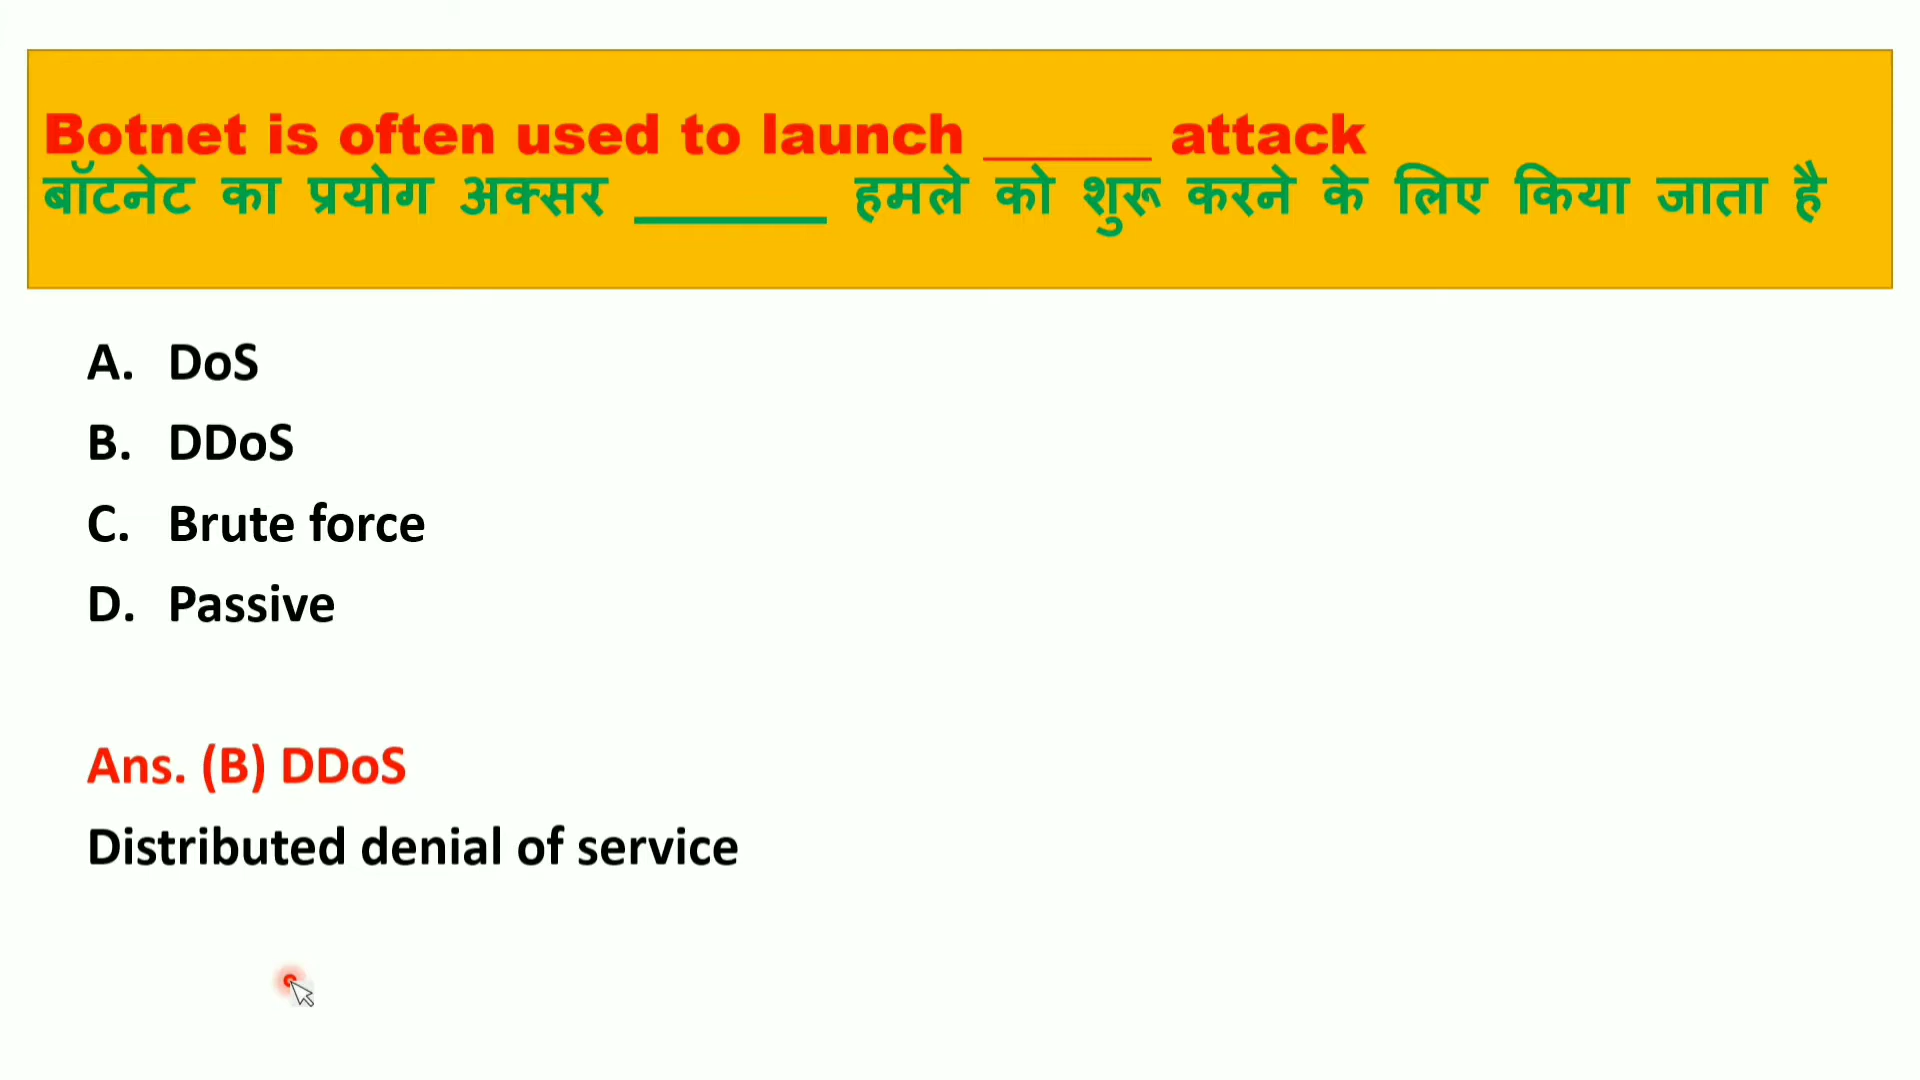 Botnet is often used to launch ______ attack
बॉटनेट का प्रयोग अक्सर _______ हमले को शुरू करने के लिए किया जाता है
A. DoS
B. DDoS
C. Brute force
D. Passive
Ans. (B) DDoS
Distributed denial of service